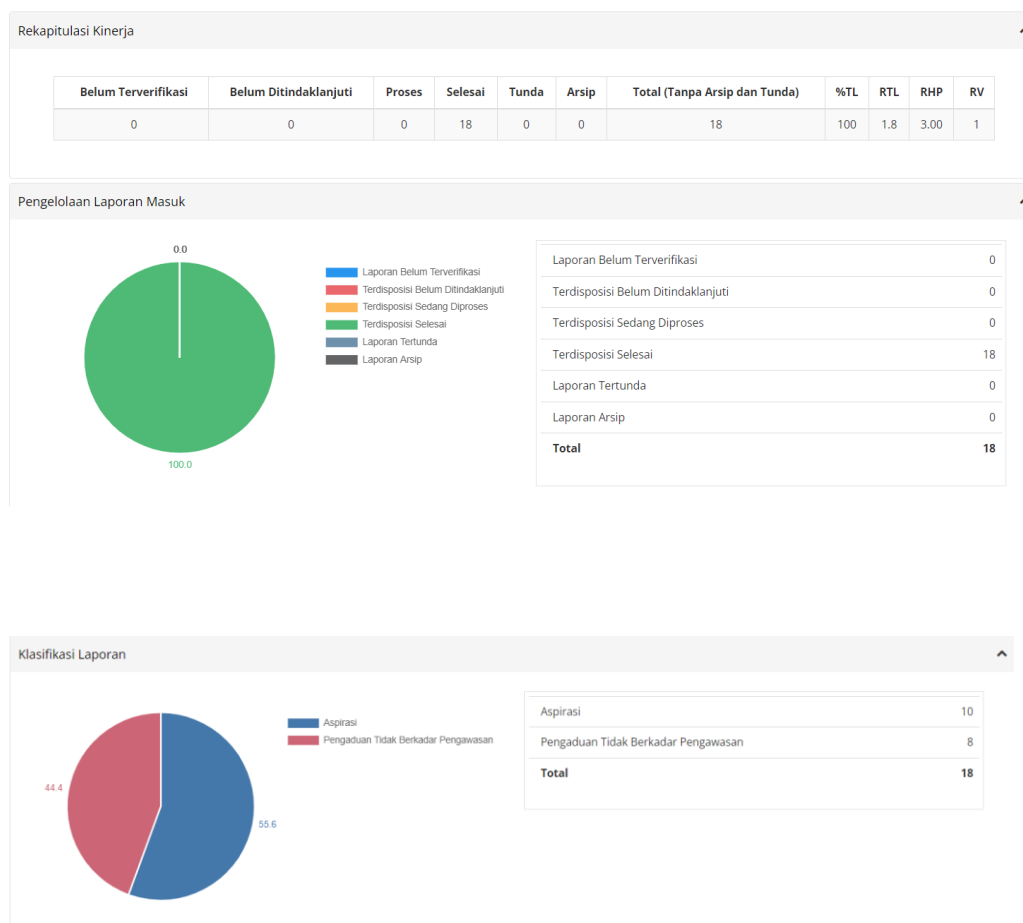 Rekapitulasi Kinerja
Belum Terverifikasi Belum Ditindaklanjuti Proses Selesai Tunda Arsip Total (Tanpa Arsip dan Tunda) %TL RTL RHP RV
0 0 0 18 0 0 18 100 1.8 3.00 1
Pengelolaan Laporan Masuk
0.0
100.0
Laporan Belum Terverifikasi
Terdisposisi Belum Ditindaklanjuti
Terdisposisi Sedang Diproses
Terdisposisi Selesai
Laporan Tertunda
Laporan Arsip
Laporan Belum Terverifikasi 0
Terdisposisi Belum Ditindaklanjuti 0
Terdisposisi Sedang Diproses 0
Terdisposisi Selesai 18
Laporan Tertunda 0
Laporan Arsip 0
Total 18
Klasifikasi Laporan
44.4
55.6
Aspirasi
Pengaduan Tidak Berkadar Pengawasan
Aspirasi 10
Pengaduan Tidak Berkadar Pengawasan 8
Total 18